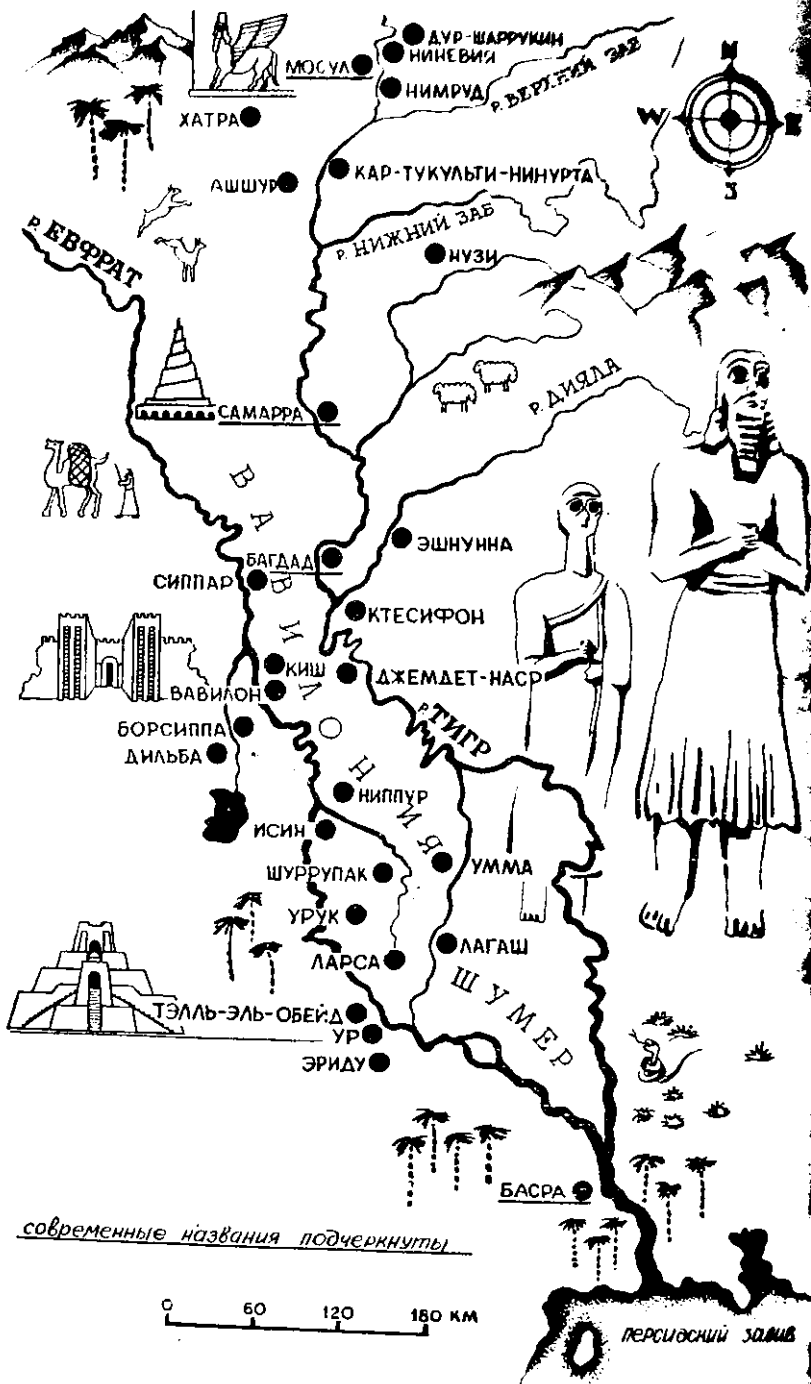 ДУР-ШАРРУКИН
НИНЕВИЯ
МОСУЛ
НИМРУД
р. ВЕРХНИЙ ЗАБ
N
W
E
S
ХАТРА
АШШУР
КАР-ТУКУЛЬТИ-НИНУРТА
р. НИЖНИЙ ЗАБ
р. ЕВФРАТ
НУЗИ
р. ДИЯЛА
САМАРРА
ВАВИЛОНИЯ
ЭШНУННА
БАГДАД
СИППАР
КТЕСИФОН
КИШ
ДЖЕМДЕТ-НАСР
ВАВИЛОН
р. ТИГР
БОРСИППА
ДИЛЬБА
НИППУР
ИСИН
ШУРРУПАК
УММА
УРУК
ЛАРСА
ЛАГАШ
ШУМЕР
ТЭЛЛЬ-ЭЛЬ-ОБЕЙД
УР
ЭРИДУ
БАСРА
современные названия подчеркнуты
0 60 120 180 КМ
персидский залив